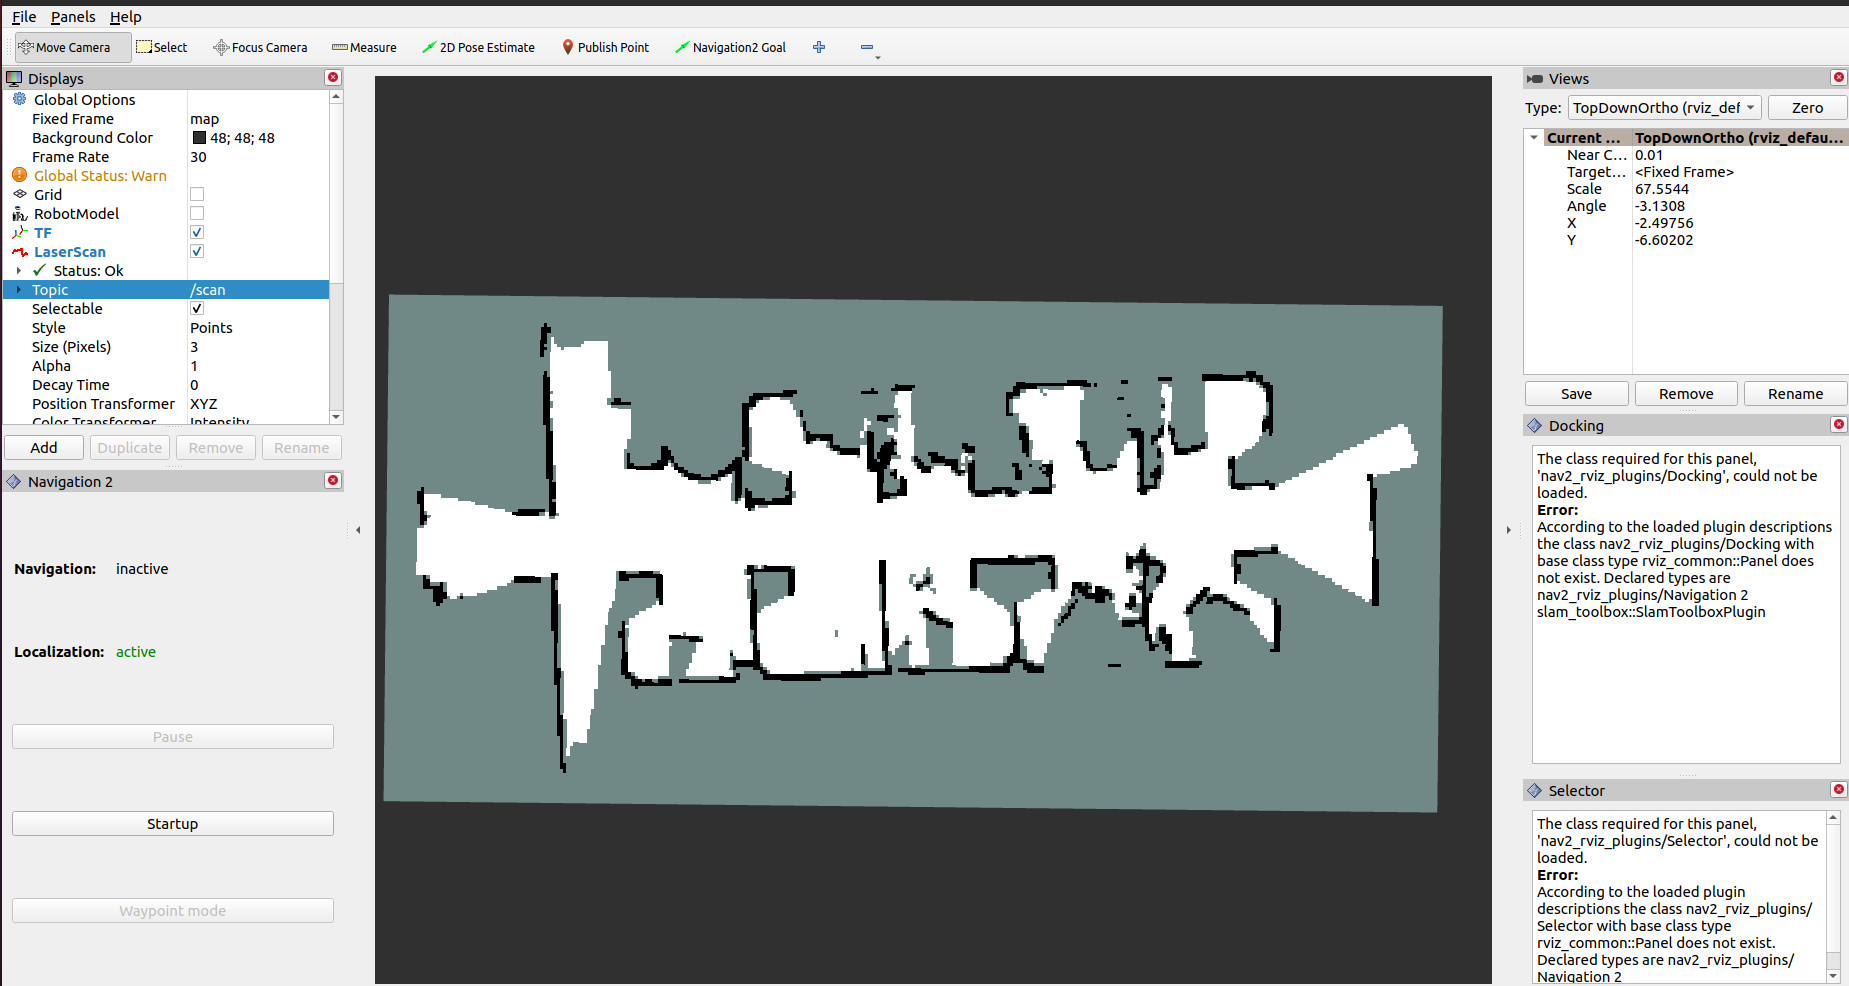 File Panels Help
Move Camera Select Focus Camera Measure 2D Pose Estimate Publish Point Navigation2 Goal
Displays
Global Options
Fixed Frame map
Background Color 48; 48; 48
Frame Rate 30
Global Status: Warn
Grid
RobotModel
TF
LaserScan
Status: Ok
Topic /scan
Selectable
Style Points
Size (Pixels) 3
Alpha 1
Decay Time 0
Position Transformer XYZ
Color Transformer Intensity
Add Duplicate Remove Rename
Navigation 2
Navigation: inactive
Localization: active
Pause
Startup
Waypoint mode
Views
Type: TopDownOrtho (rviz_def Zero
Current ... TopDownOrtho (rviz_defau...
Near C... 0.01
Target... <Fixed Frame>
Scale 67.5544
Angle -3.1308
X -2.49756
Y -6.60202
Save Remove Rename
Docking
The class required for this panel,
'nav2_rviz_plugins/Docking', could not be
loaded.
Error:
According to the loaded plugin descriptions
the class nav2_rviz_plugins/Docking with
base class type rviz_common::Panel does
not exist. Declared types are
nav2_rviz_plugins/Navigation 2
slam_toolbox::SlamToolboxPlugin
Selector
The class required for this panel,
'nav2_rviz_plugins/Selector', could not be
loaded.
Error:
According to the loaded plugin
descriptions the class nav2_rviz_plugins/
Selector with base class type
rviz_common::Panel does not exist.
Declared types are nav2_rviz_plugins/
Navigation 2